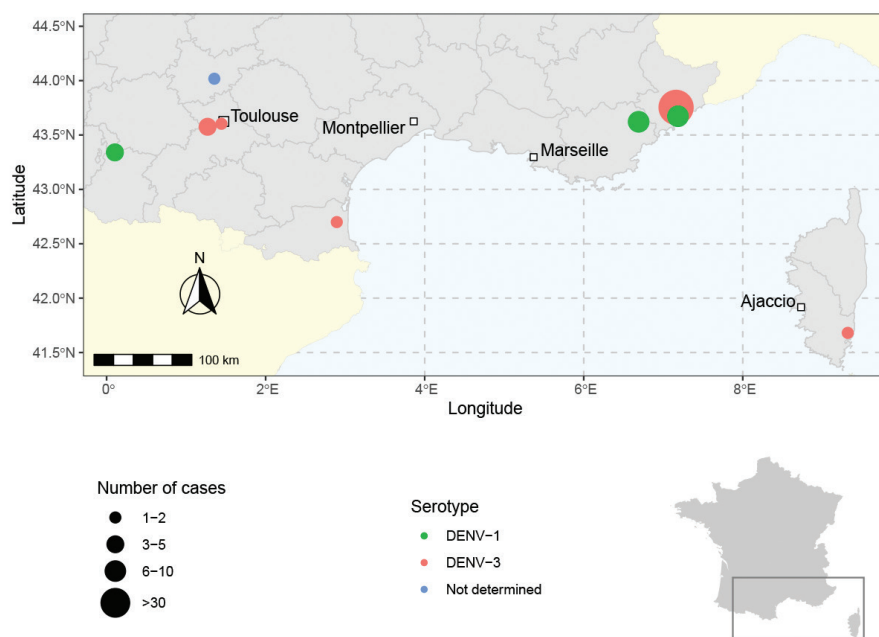 44.5°N
44.0°N
43.5°N
43.0°N
42.5°N
42.0°N
41.5°N
Latitude
Toulouse
Montpellier
Marseille
Ajaccio
N
100 km
0°
2°E
4°E
6°E
8°E
Longitude
Number of cases
1−2
3−5
6−10
>30
Serotype
DENV−1
DENV−3
Not determined